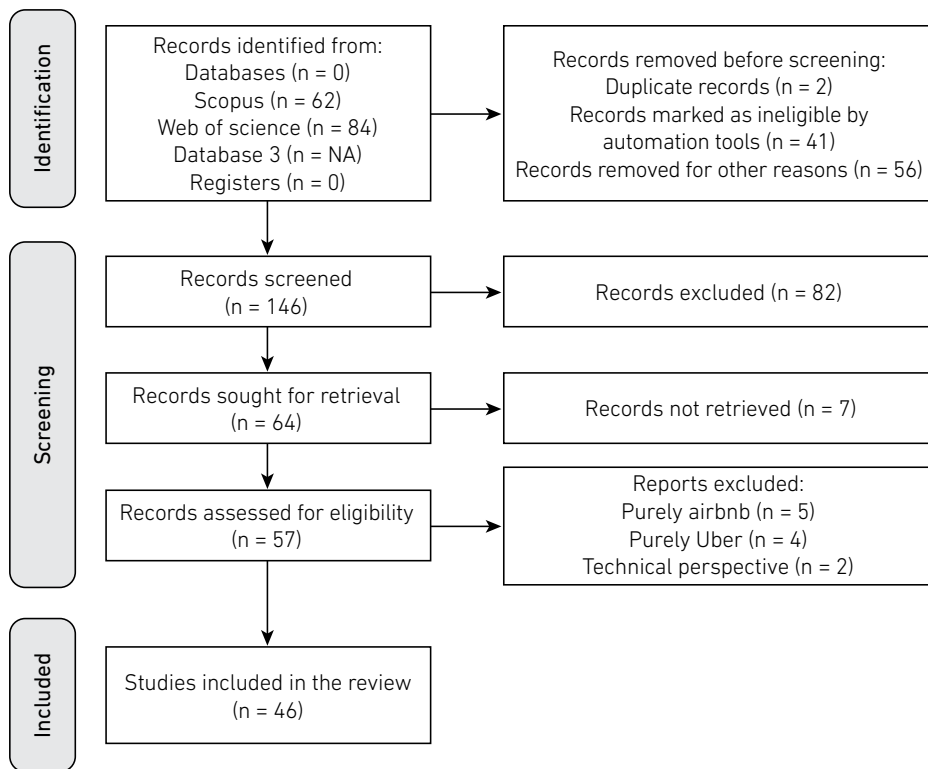 Identification
Records identified from:
Databases (n = 0)
Scopus (n = 62)
Web of science (n = 84)
Database 3 (n = NA)
Registers (n = 0)
Records removed before screening:
Duplicate records (n = 2)
Records marked as ineligible by
automation tools (n = 41)
Records removed for other reasons (n = 56)
Screening
Records screened
(n = 146)
Records excluded (n = 82)
Records sought for retrieval
(n = 64)
Records not retrieved (n = 7)
Records assessed for eligibility
(n = 57)
Reports excluded:
Purely airbnb (n = 5)
Purely Uber (n = 4)
Technical perspective (n = 2)
Included
Studies included in the review
(n = 46)